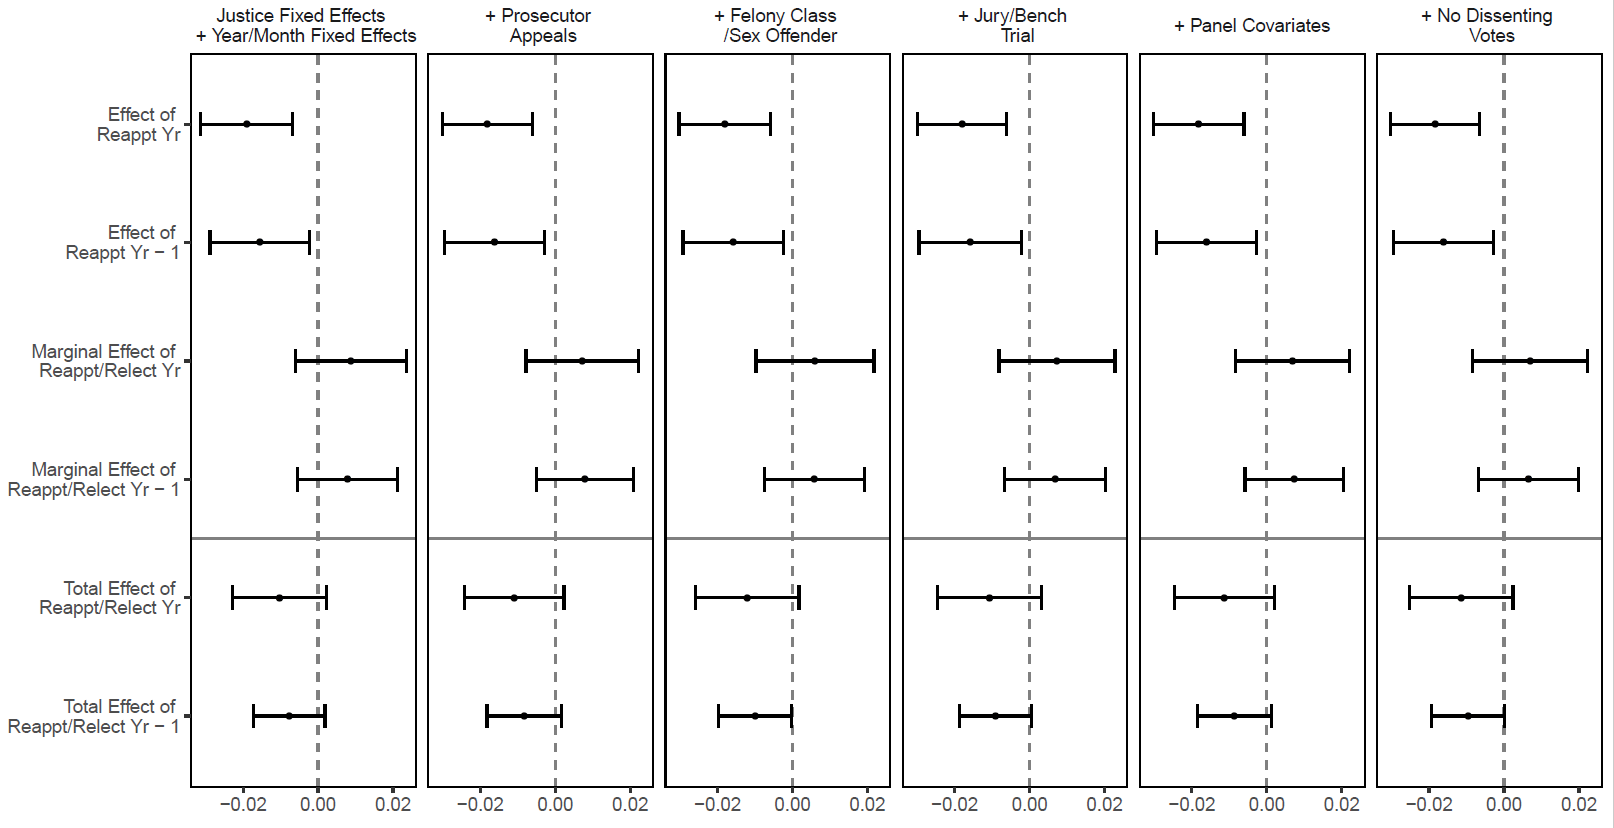 Justice Fixed Effects
+ Year/Month Fixed Effects
+ Prosecutor
Appeals
+ Felony Class
/Sex Offender
+ Jury/Bench
Trial
+ Panel Covariates
+ No Dissenting
Votes
Effect of
Reappt Yr
Effect of
Reappt Yr − 1
Marginal Effect of
Reappt/Relect Yr
Marginal Effect of
Reappt/Relect Yr − 1
Total Effect of
Reappt/Relect Yr
Total Effect of
Reappt/Relect Yr − 1
−0.02 0.00 0.02
−0.02 0.00 0.02
−0.02 0.00 0.02
−0.02 0.00 0.02
−0.02 0.00 0.02
−0.02 0.00 0.02